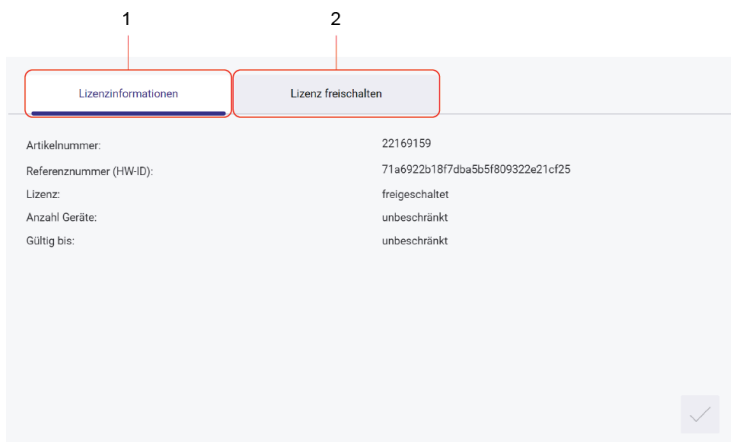 1 2
Lizenzinformationen Lizenz freischalten
Artikelnummer: 22169159
Referenznummer (HW-ID): 71a6922b18f7dba5b5f809322e21cf25
Lizenz: freigeschaltet
Anzahl Geräte: unbeschränkt
Gültig bis: unbeschränkt